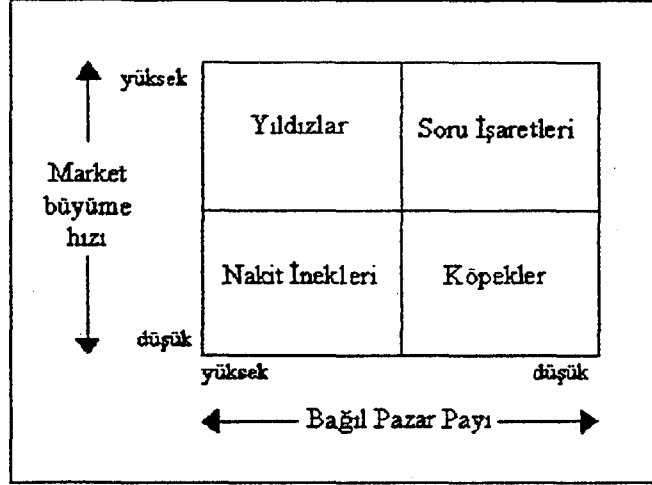 yüksek
Yıldızlar
Soru İşaretleri
Market
büyüme
hızı
Nakit İnekleri
Köpekler
düşük
yüksek
düşük
Bağıl Pazar Payı